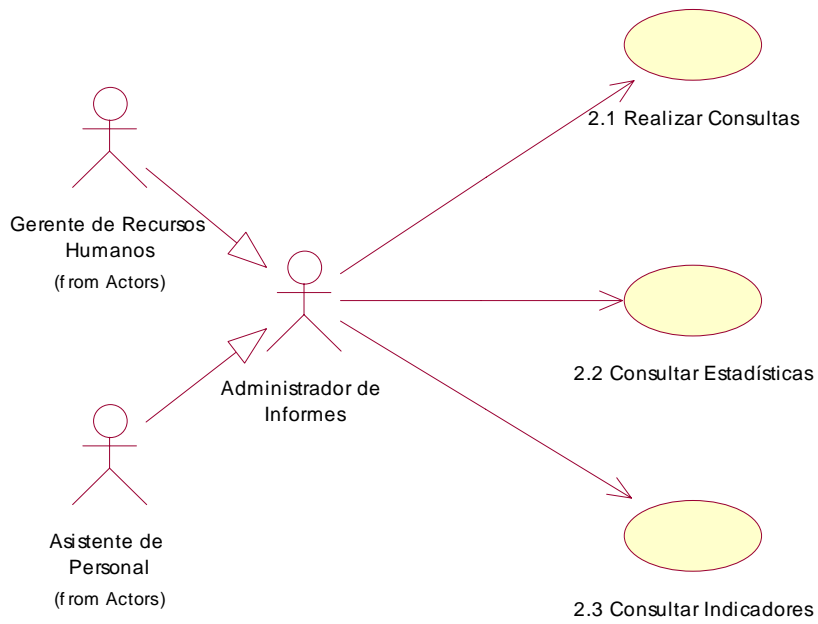 2.1 Realizar Consultas
Gerente de Recursos
Humanos
(from Actors)
Administrador de
Informes
2.2 Consultar Estadísticas
Asistente de
Personal
(from Actors)
2.3 Consultar Indicadores